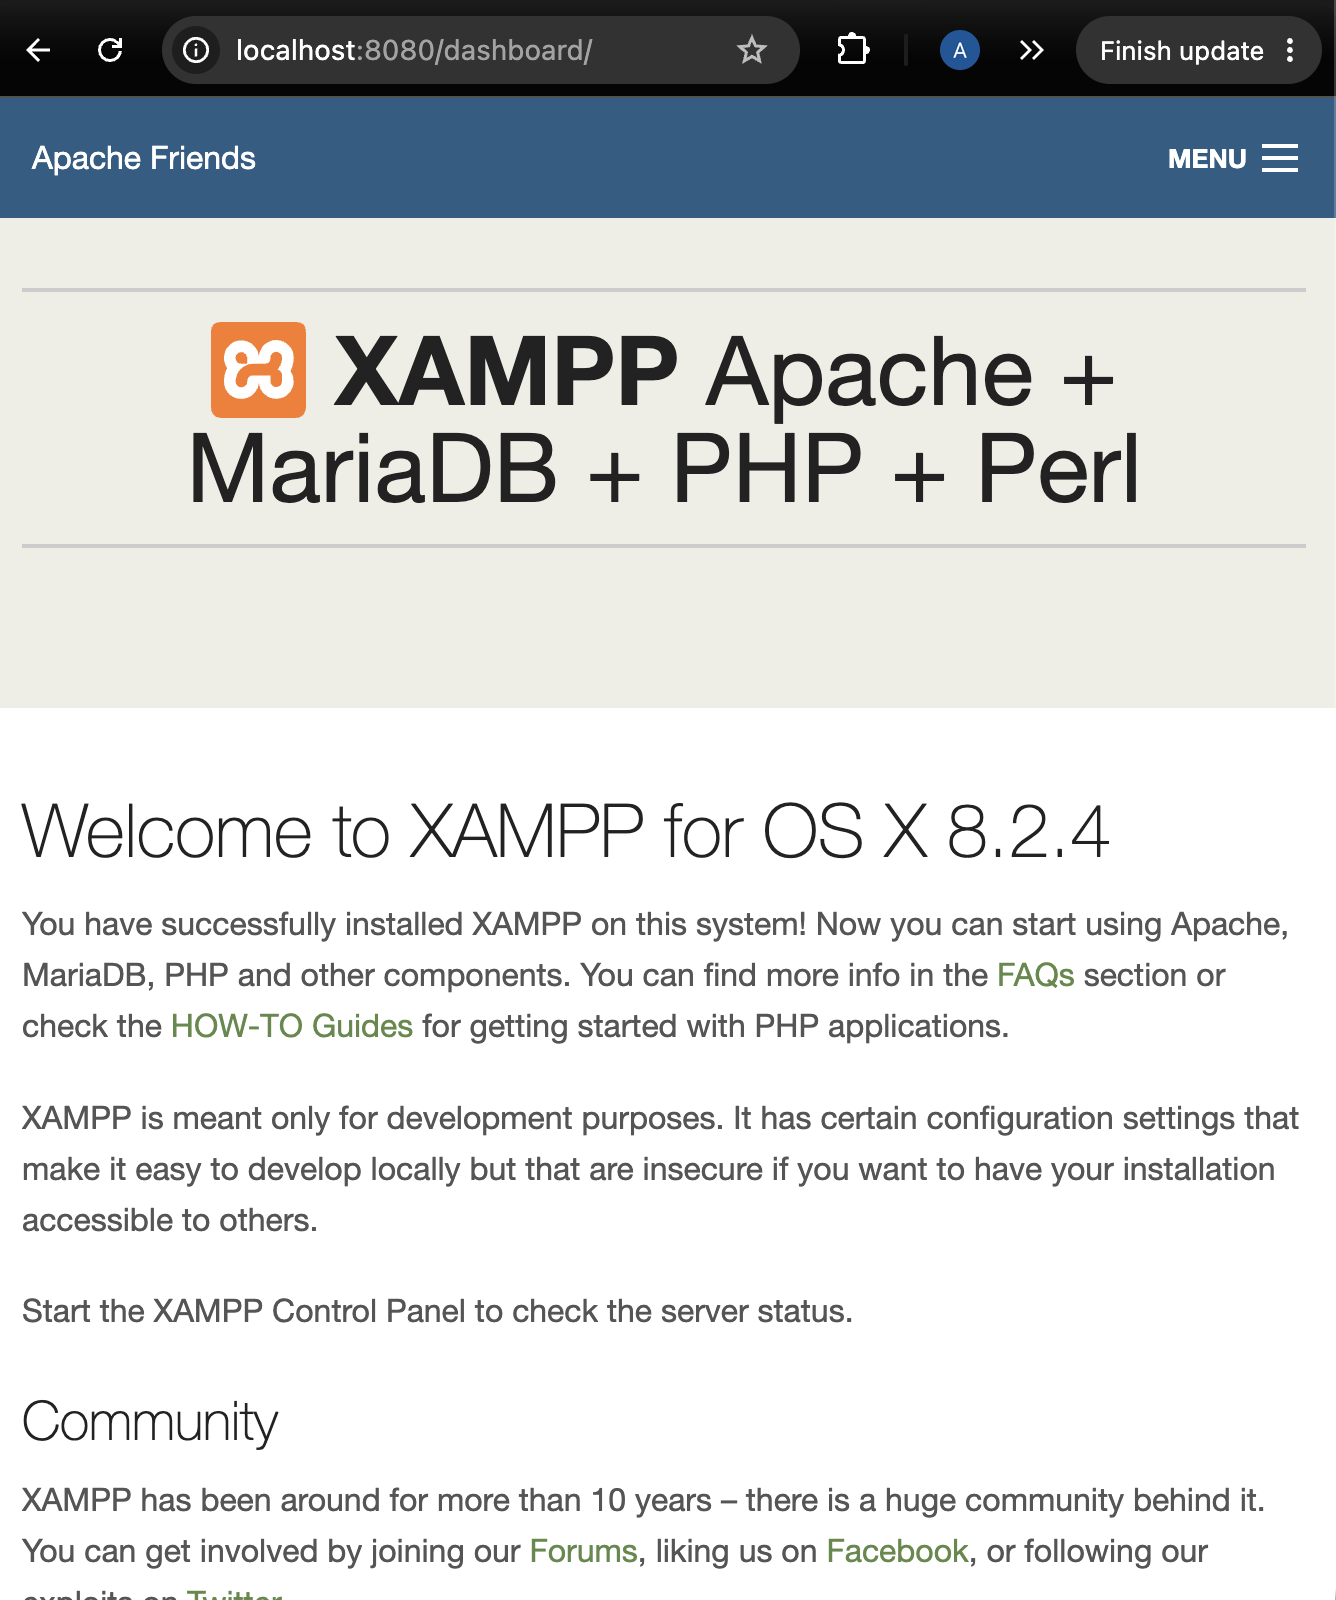 localhost:8080/dashboard/
A
Finish update
Apache Friends
MENU
XAMPP Apache +
MariaDB + PHP + Perl
Welcome to XAMPP for OS X 8.2.4
You have successfully installed XAMPP on this system! Now you can start using Apache,
MariaDB, PHP and other components. You can find more info in the FAQs section or
check the HOW-TO Guides for getting started with PHP applications.
XAMPP is meant only for development purposes. It has certain configuration settings that
make it easy to develop locally but that are insecure if you want to have your installation
accessible to others.
Start the XAMPP Control Panel to check the server status.
Community
XAMPP has been around for more than 10 years – there is a huge community behind it.
You can get involved by joining our Forums, liking us on Facebook, or following our
exploits on Twitter